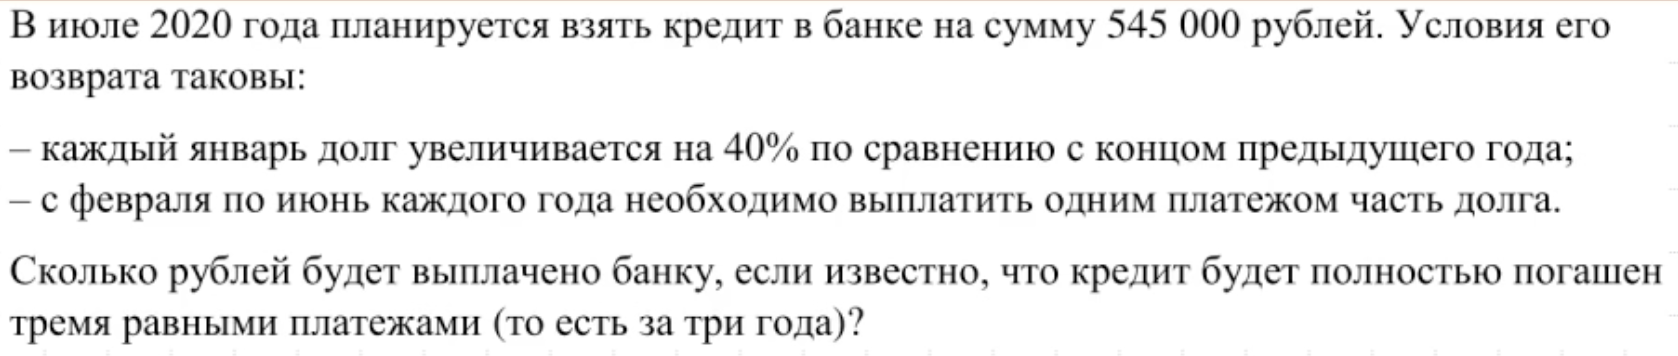 В июле 2020 года планируется взять кредит в банке на сумму 545 000 рублей. Условия его
возврата таковы:
– каждый январь долг увеличивается на 40% по сравнению с концом предыдущего года;
– с февраля по июнь каждого года необходимо выплатить одним платежом часть долга.
Сколько рублей будет выплачено банку, если известно, что кредит будет полностью погашен
тремя равными платежами (то есть за три года)?